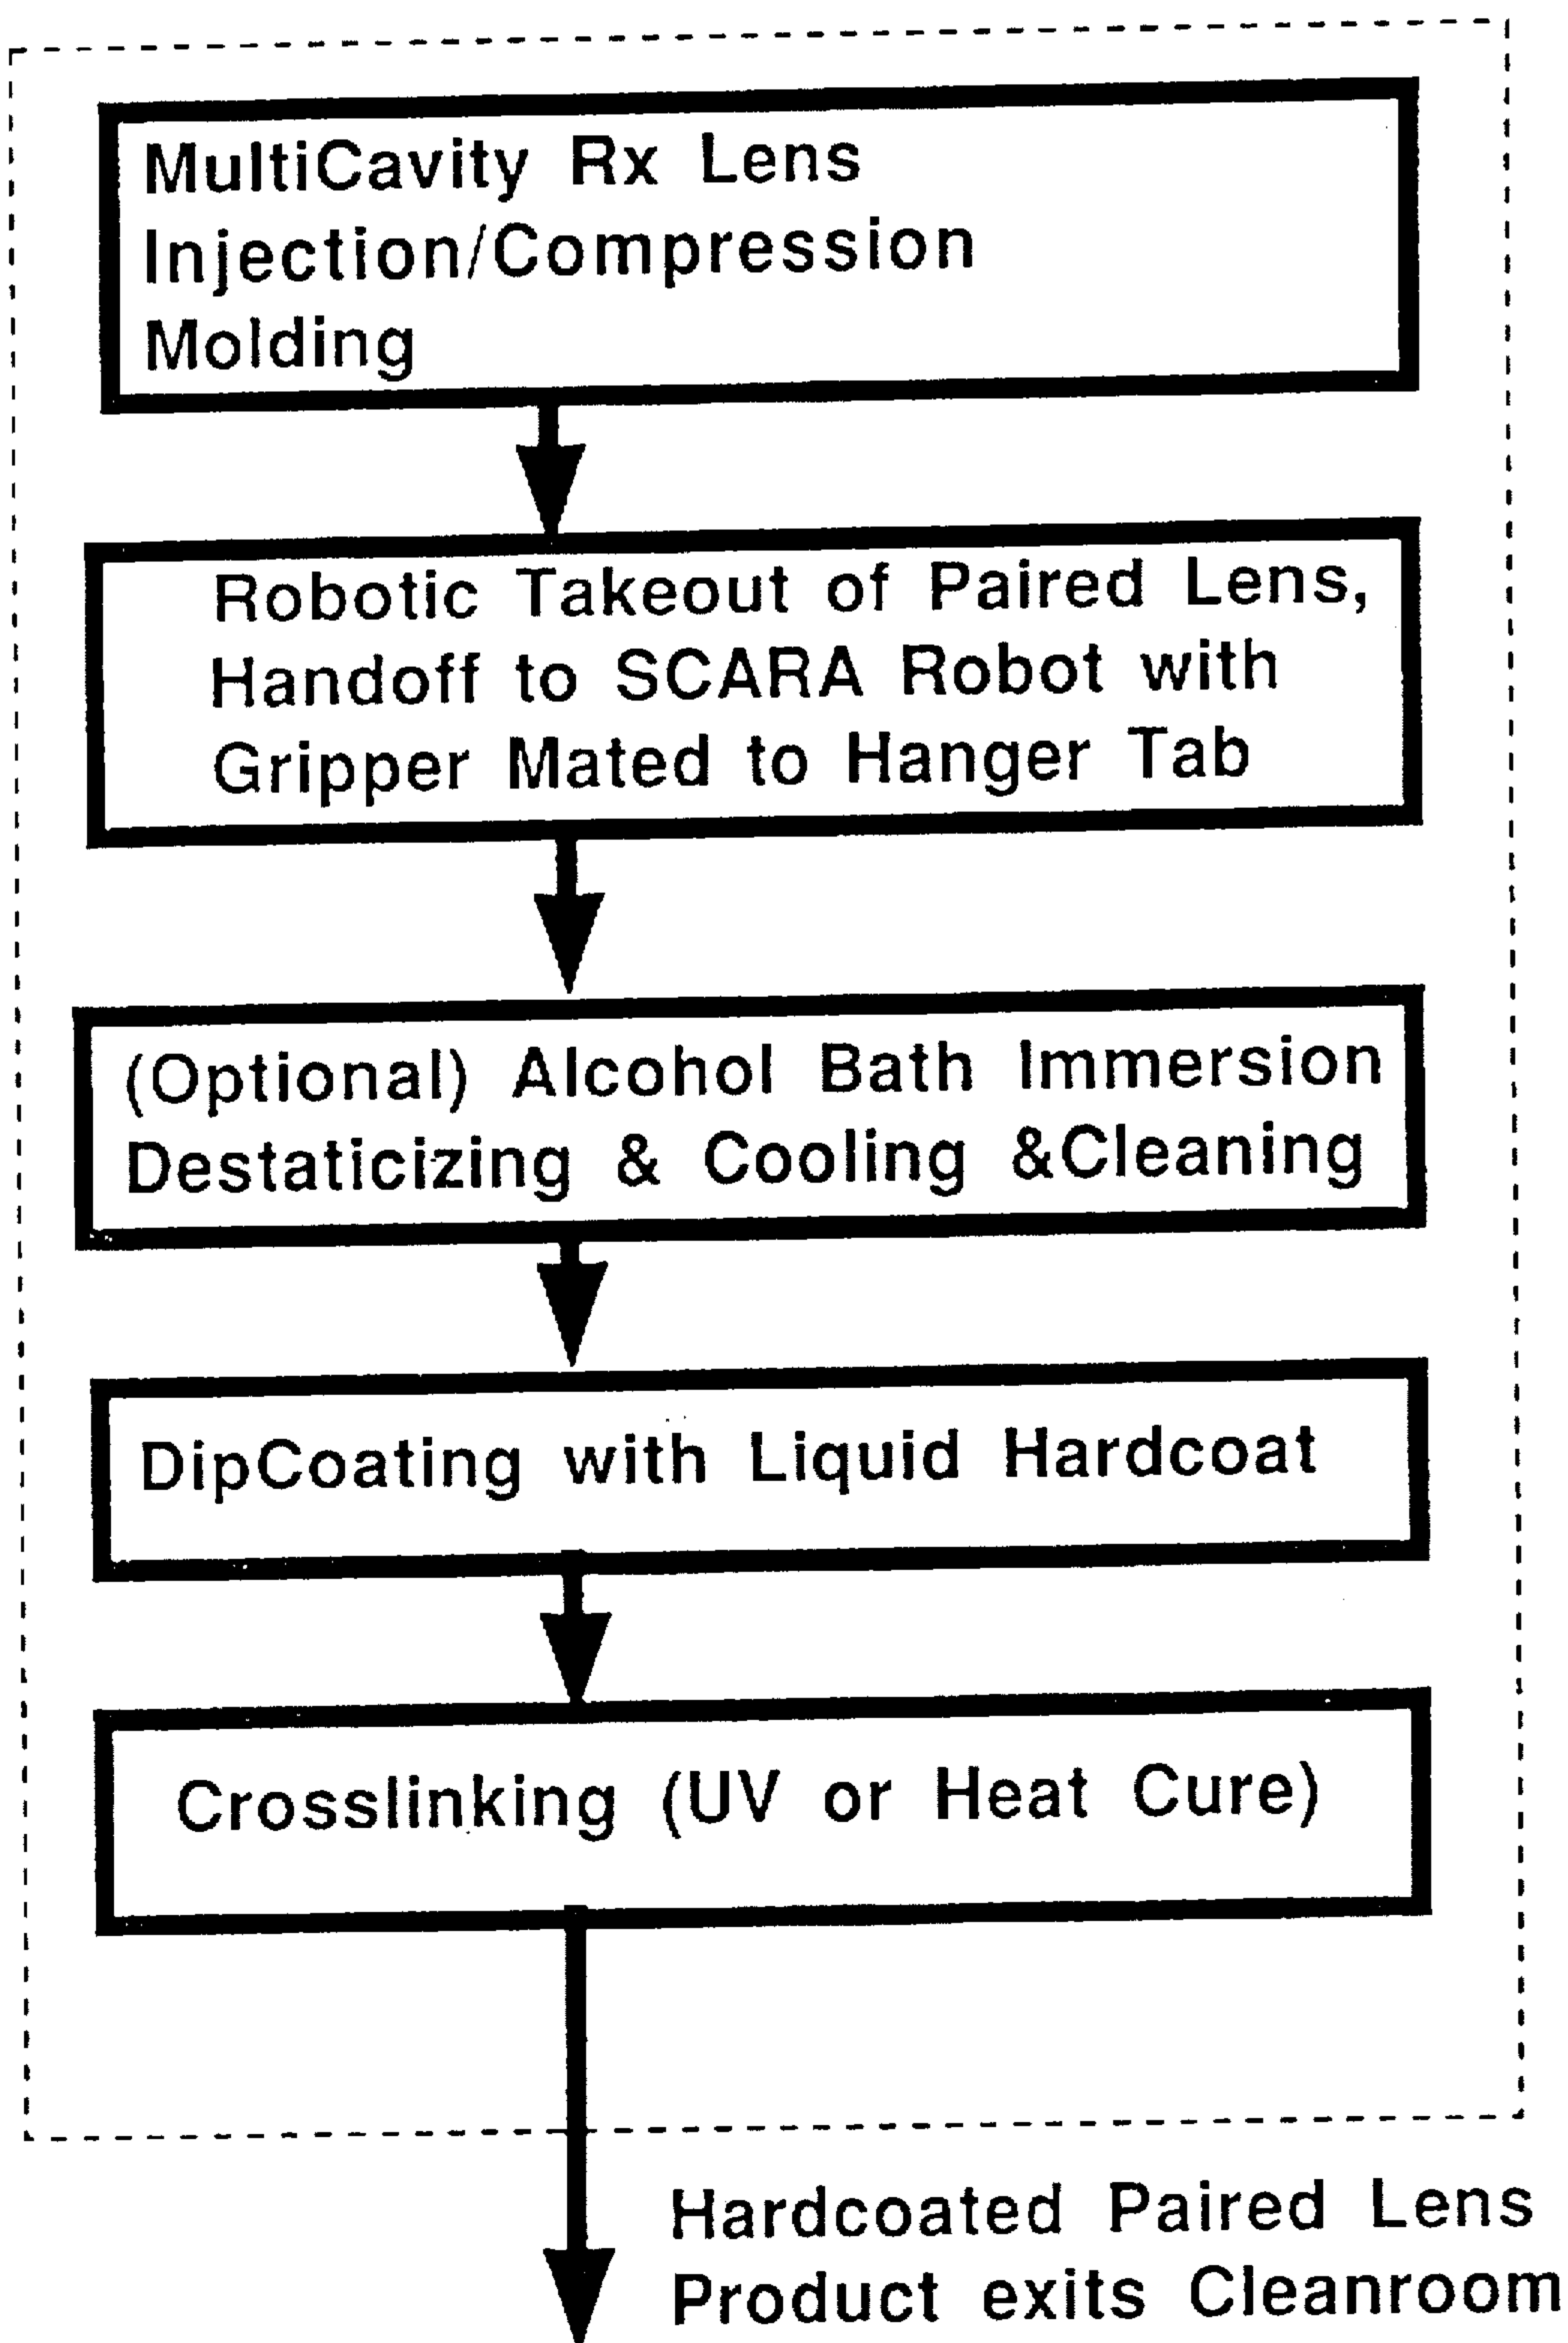 MultiCavity Rx Lens
Injection/Compression
Molding
Robotic Takeout of Paired Lens,
Handoff to SCARA Robot with
Gripper Mated to Hanger Tab
(Optional) Alcohol Bath Immersion
Destaticizing & Cooling &Cleaning
DipCoating with Liquid Hardcoat
Crosslinking (UV or Heat Cure)
Hardcoated Paired Lens
Product exits Cleanroom